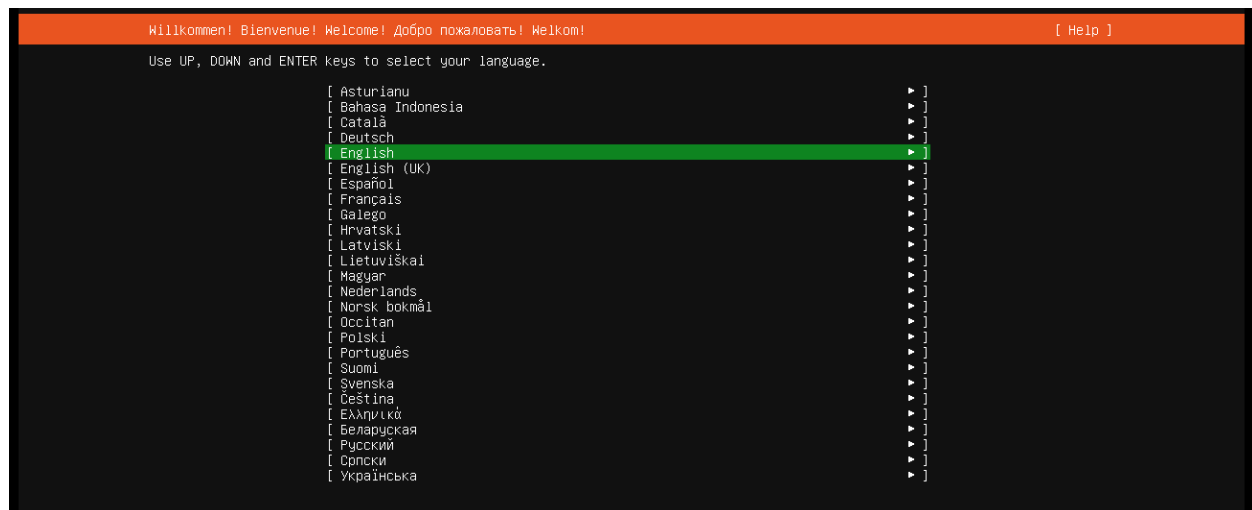 Willkommen! Bienvenue! Welcome! Добро пожаловать! Welkom! [ Help ]
Use UP, DOWN and ENTER keys to select your language.
[ Asturianu ► ]
[ Bahasa Indonesia ► ]
[ Català ► ]
[ Deutsch ► ]
[ English ► ]
[ English (UK) ► ]
[ Español ► ]
[ Français ► ]
[ Galego ► ]
[ Hrvatski ► ]
[ Latviski ► ]
[ Lietuviškai ► ]
[ Magyar ► ]
[ Nederlands ► ]
[ Norsk bokmål ► ]
[ Occitan ► ]
[ Polski ► ]
[ Português ► ]
[ Suomi ► ]
[ Svenska ► ]
[ Čeština ► ]
[ Ελληνικά ► ]
[ Беларуская ► ]
[ Русский ► ]
[ Српски ► ]
[ Українська ► ]